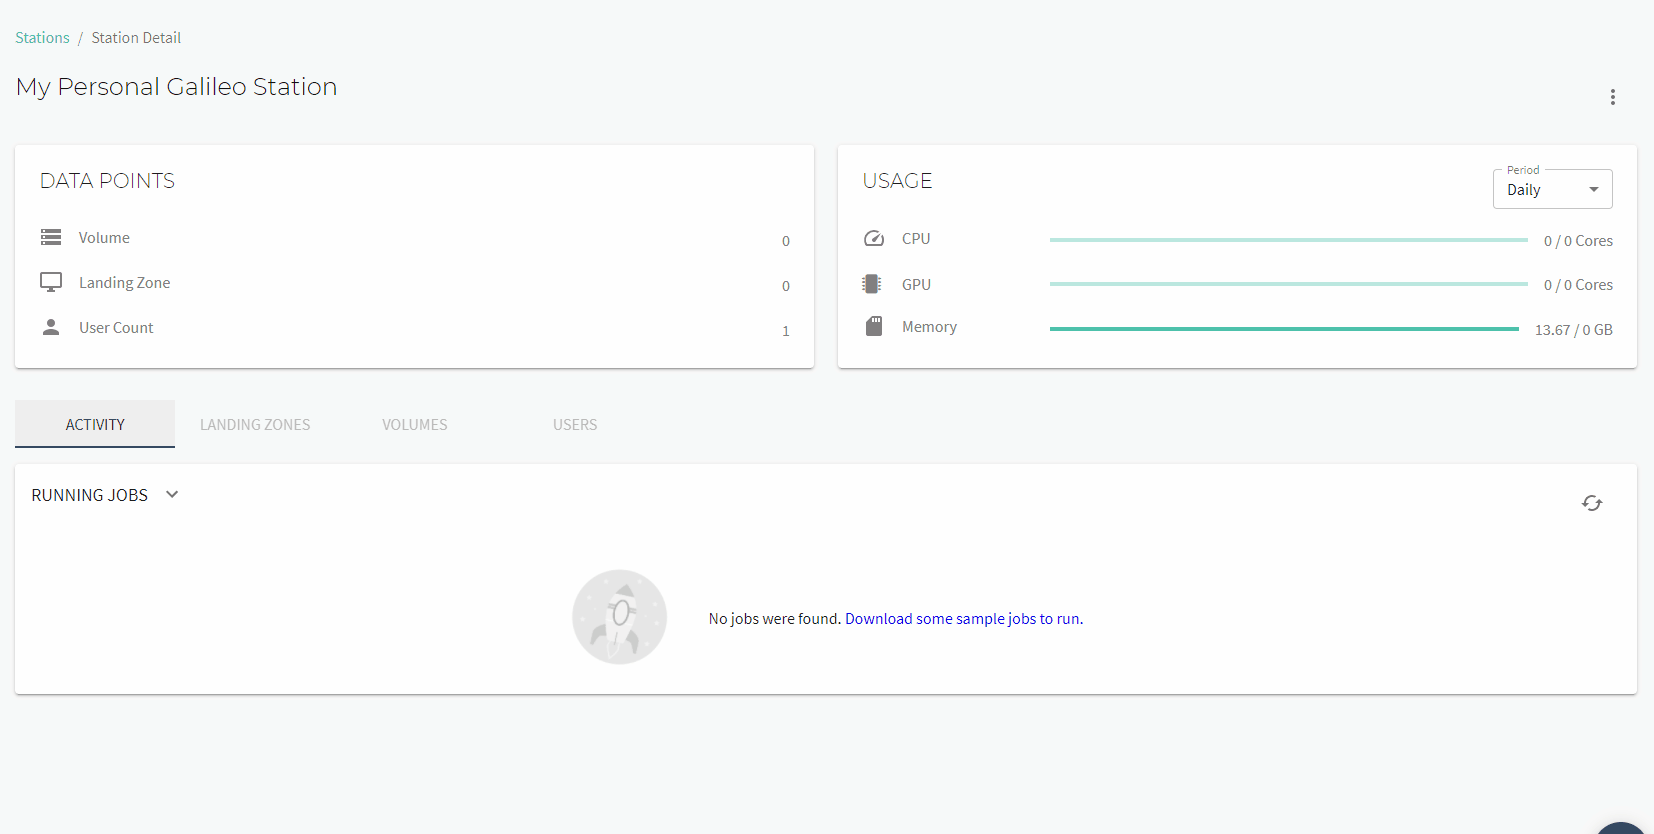 Stations / Station Detail
My Personal Galileo Station
DATA POINTS
Volume 0
Landing Zone 0
User Count 1
USAGE
Period
Daily
CPU 0 / 0 Cores
GPU 0 / 0 Cores
Memory 13.67 / 0 GB
ACTIVITY LANDING ZONES VOLUMES USERS
RUNNING JOBS
No jobs were found. Download some sample jobs to run.